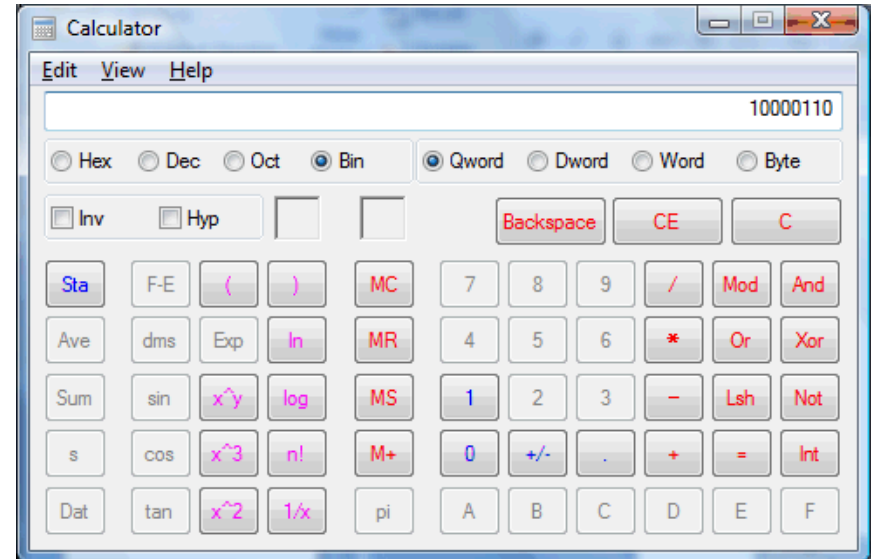 Calculator
Edit View Help
10000110
Hex Dec Oct Bin Qword Dword Word Byte
Inv Hyp Backspace CE C
Sta F-E ( ) MC 7 8 9 / Mod And
Ave dms Exp ln MR 4 5 6 * Or Xor
Sum sin x^y log MS 1 2 3 - Lsh Not
s cos x^3 n! M+ 0 +/- . + = Int
Dat tan x^2 1/x pi A B C D E F